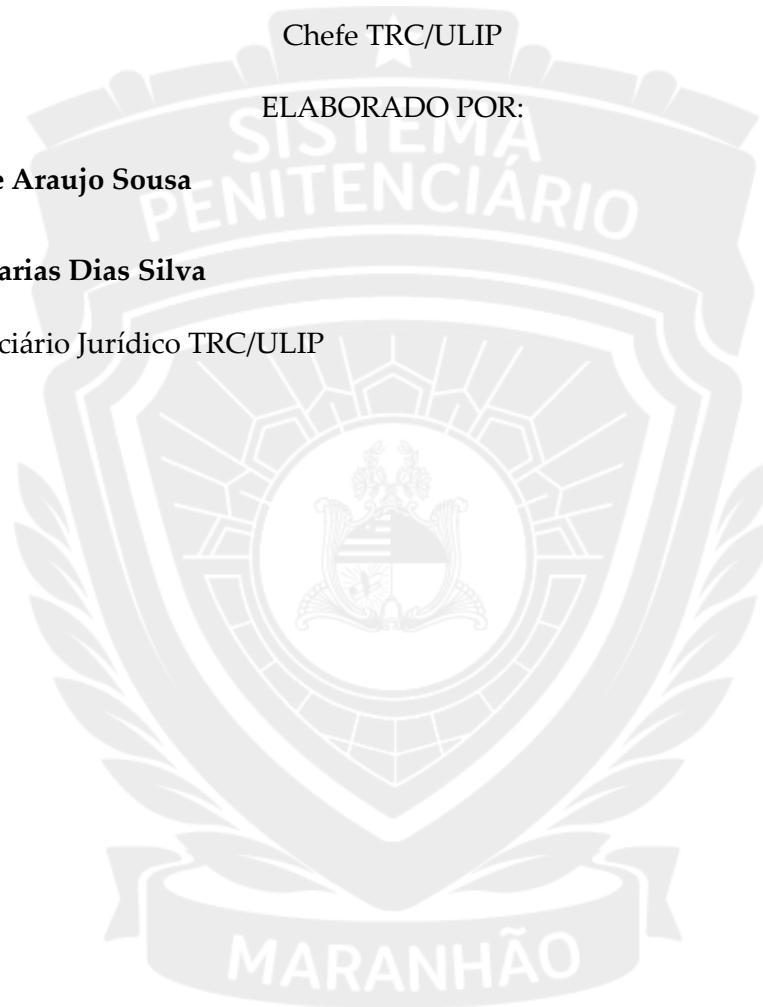 Chefe TRC/ULIP
ELABORADO POR:
e Araujo Sousa
arias Dias Silva
ciário Jurídico TRC/ULIP
SISTEMA
PENITENCIÁRIO
MARANHÃO